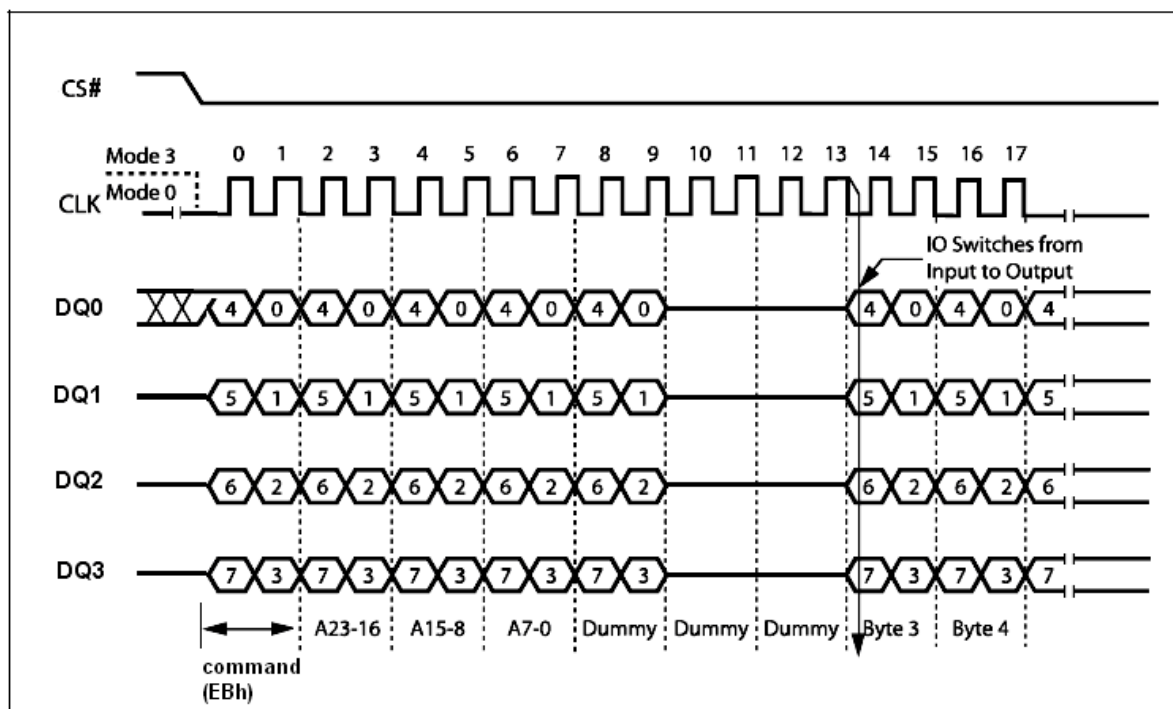 CS#
Mode 3
Mode 0
CLK
0 1 2 3 4 5 6 7 8 9 10 11 12 13 14 15 16 17
IO Switches from
Input to Output
DQ0 4 0 4 0 4 0 4 0 4 0 4 0 4 0 4
DQ1 5 1 5 1 5 1 5 1 5 1 5 1 5 1 5
DQ2 6 2 6 2 6 2 6 2 6 2 6 2 6 2 6
DQ3 7 3 7 3 7 3 7 3 7 3 7 3 7 3 7
A23-16 A15-8 A7-0 Dummy Dummy Dummy Byte 3 Byte 4
command
(EBh)